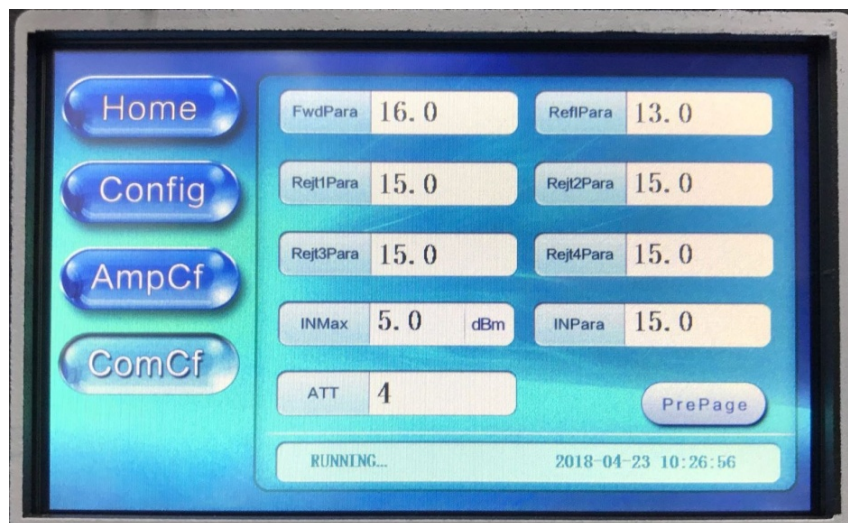 Home
Config
AmpCf
ComCf
FwdPara 16.0 ReflPara 13.0
Rejt1Para 15.0 Rejt2Para 15.0
Rejt3Para 15.0 Rejt4Para 15.0
INMax 5.0 dBm INPara 15.0
ATT 4
PrePage
RUNNING... 2018-04-23 10:26:56